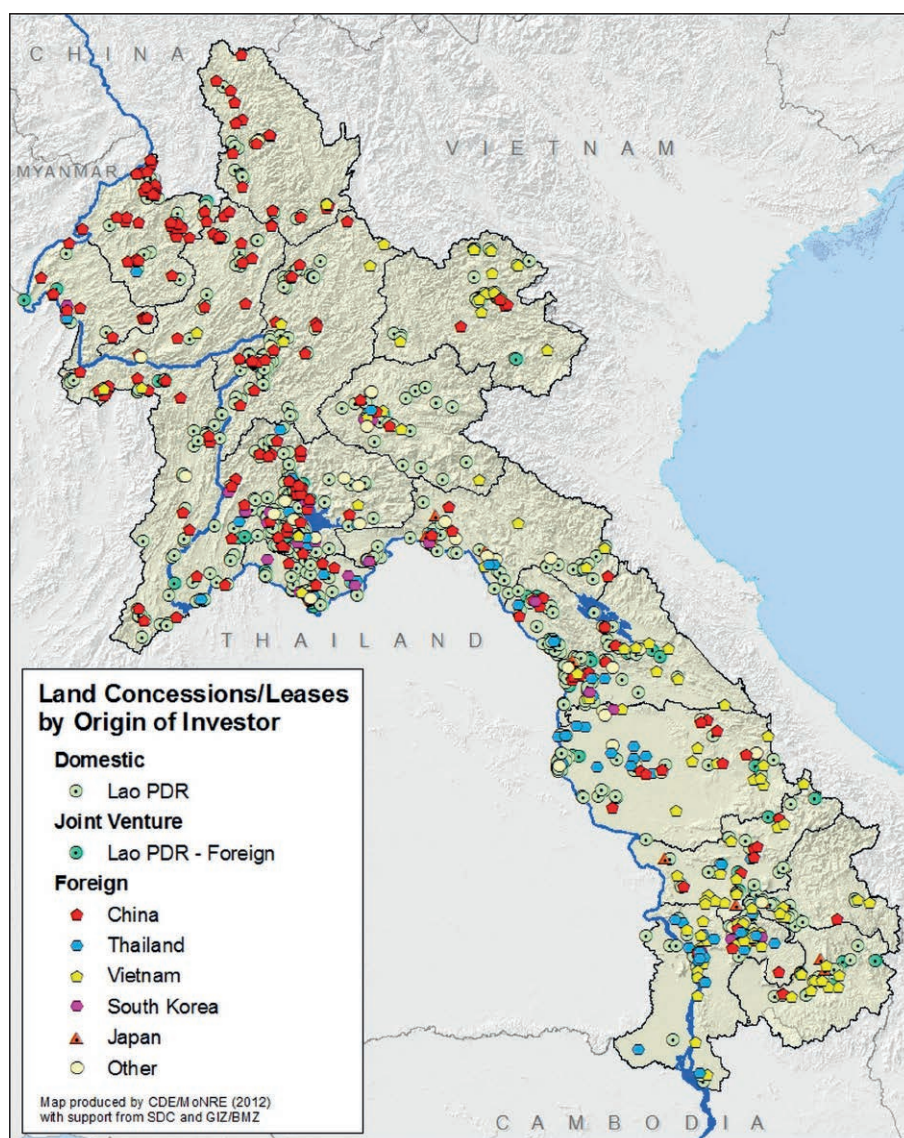 CHINA
MYANMAR
VIETNAM
THAILAND
Land Concessions/Leases
by Origin of Investor
Domestic
Lao PDR
Joint Venture
Lao PDR - Foreign
Foreign
China
Thailand
Vietnam
South Korea
Japan
Other
Map produced by CDE/MoNRE (2012)
with support from SDC and GIZ/BMZ
CAMBODIA